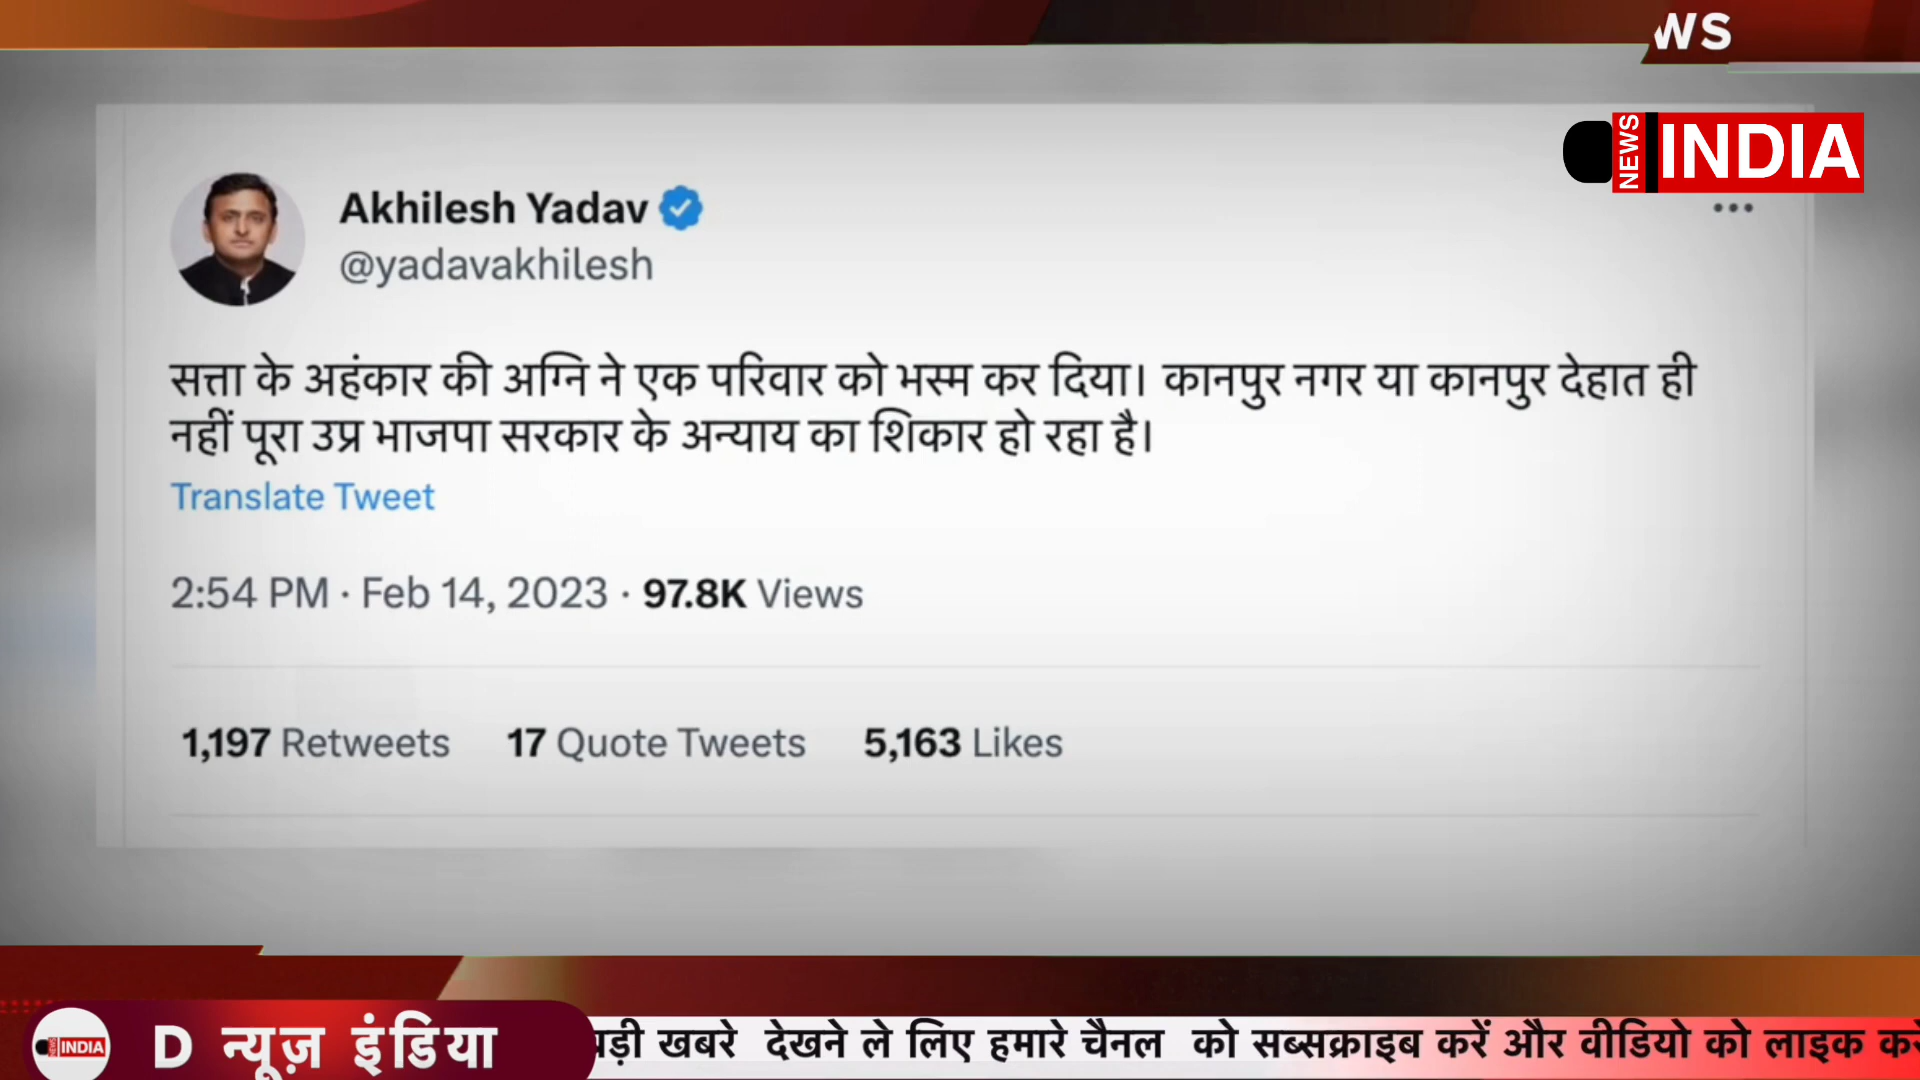 WS
NEWS INDIA
Akhilesh Yadav
@yadavakhilesh
सत्ता के अहंकार की अग्नि ने एक परिवार को भस्म कर दिया। कानपुर नगर या कानपुर देहात ही
नहीं पूरा उप्र भाजपा सरकार के अन्याय का शिकार हो रहा है।
Translate Tweet
2:54 PM · Feb 14, 2023 · 97.8K Views
1,197 Retweets 17 Quote Tweets 5,163 Likes
NEWS INDIA
D न्यूज़ इंडिया
खबरे देखने ले लिए हमारे चैनल को सब्सक्राइब करें और वीडियो को लाइक